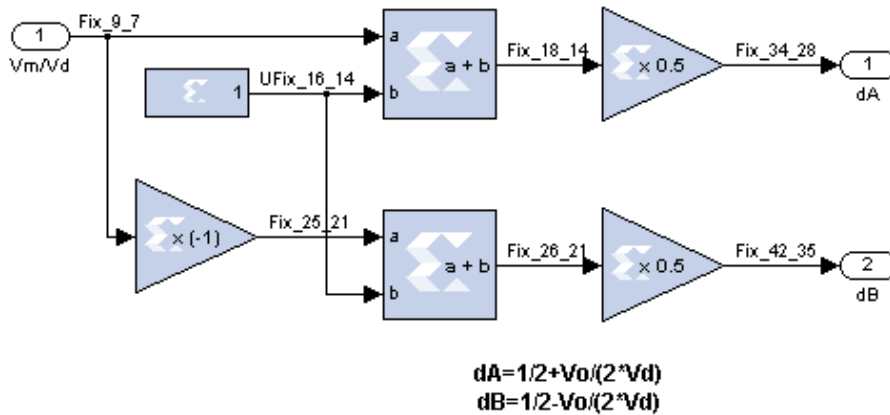 Fix_9_7
1
Vm/Vd
1
UFix_16_14
a
b
a + b
Fix_18_14
x 0.5
Fix_34_28
1
dA
x (-1)
Fix_25_21
a
b
a + b
Fix_26_21
x 0.5
Fix_42_35
2
dB
dA=1/2+Vo/(2*Vd)
dB=1/2-Vo/(2*Vd)